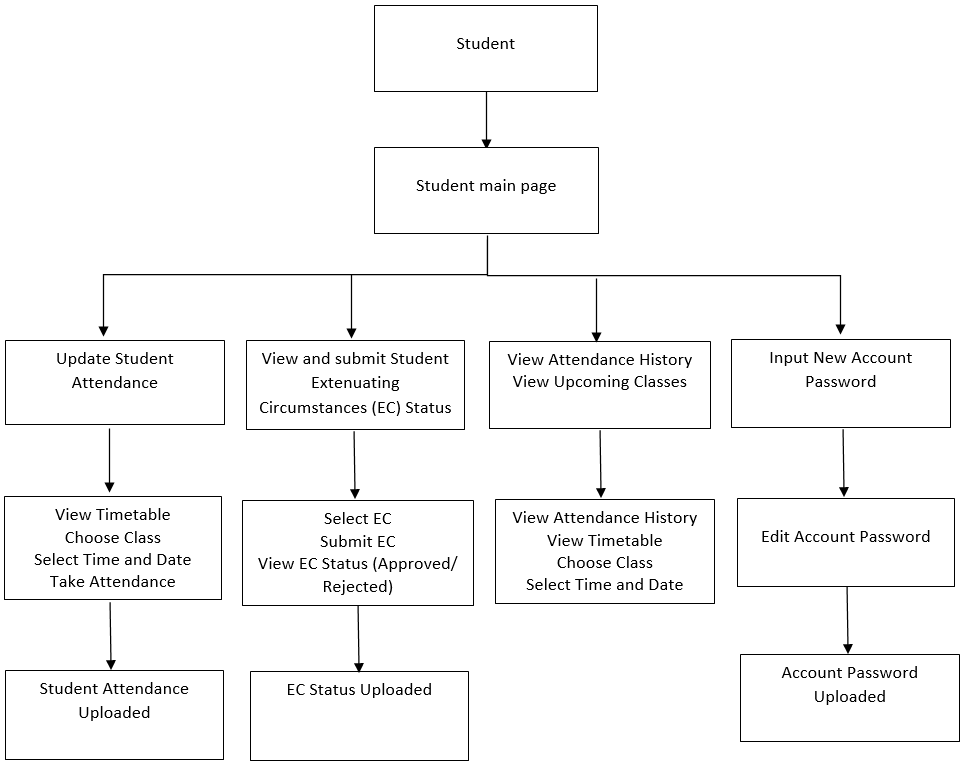 Student
Student main page
Update Student
Attendance
View and submit Student
Extenuating
Circumstances (EC) Status
View Attendance History
View Upcoming Classes
Input New Account
Password
View Timetable
Choose Class
Select Time and Date
Take Attendance
Select EC
Submit EC
View EC Status (Approved/
Rejected)
View Attendance History
View Timetable
Choose Class
Select Time and Date
Edit Account Password
Student Attendance
Uploaded
EC Status Uploaded
Account Password
Uploaded